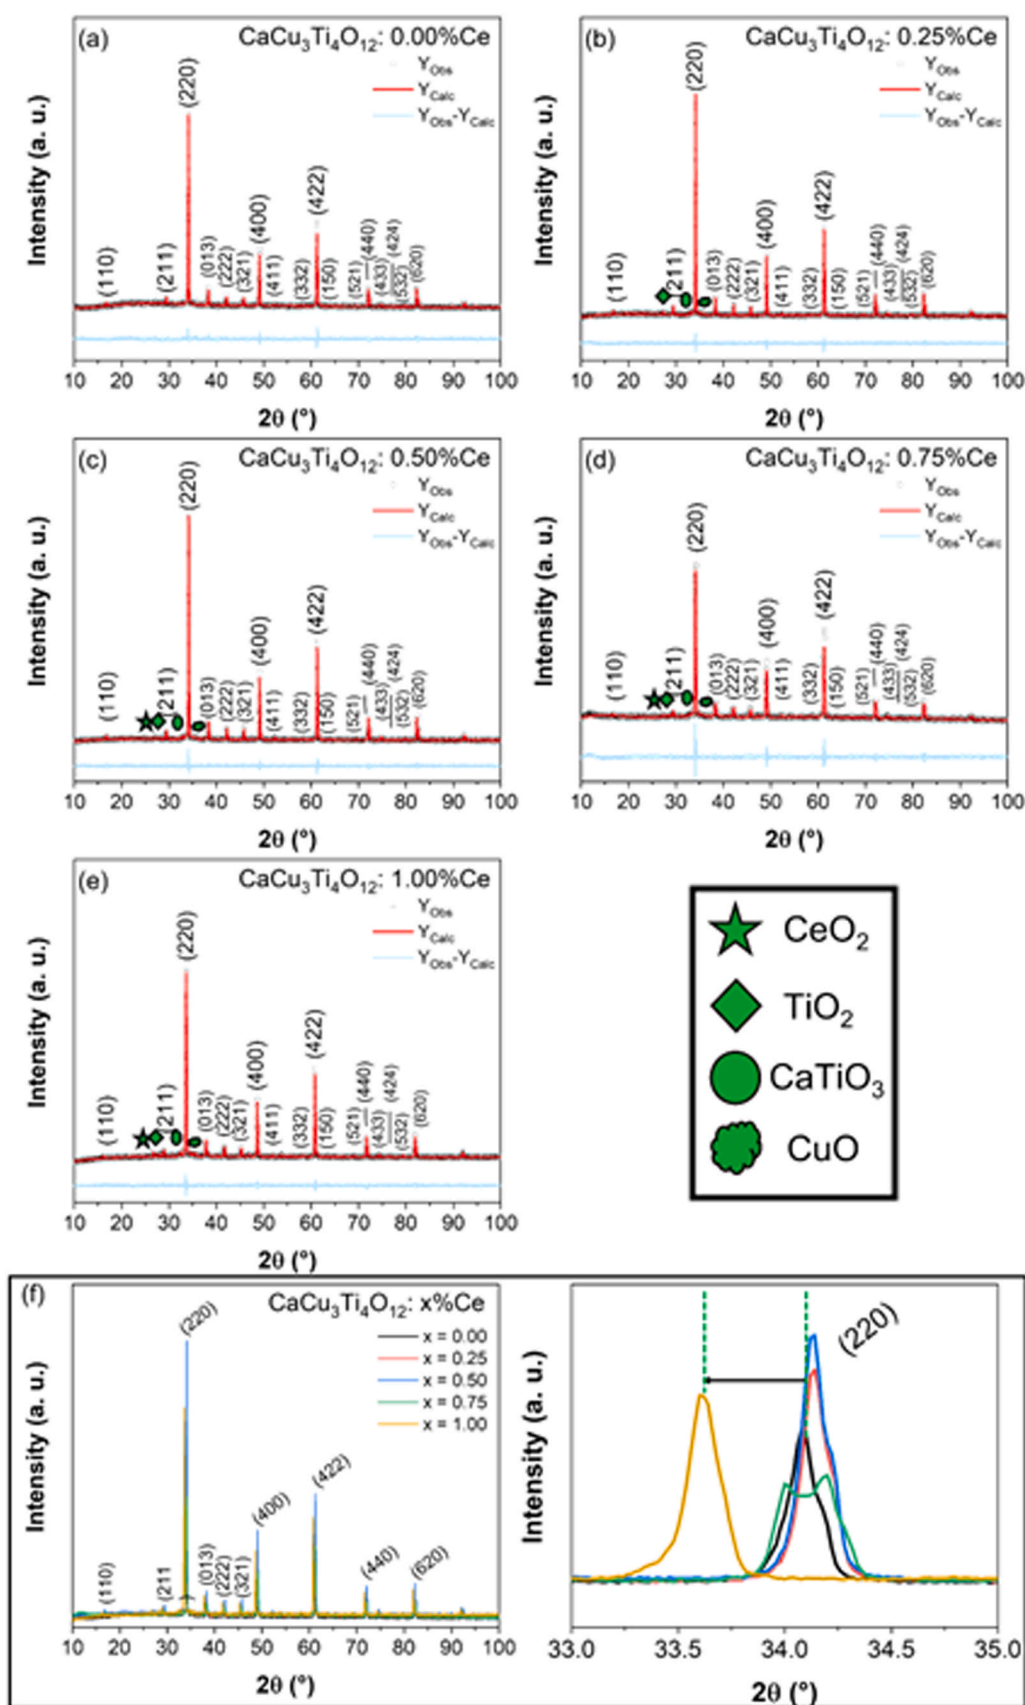 (a) CaCu3Ti4O12: 0.00%Ce
YObs
YCalc
YObs-YCalc
(110)
(211)
(220)
(013)
(222)
(321)
(400)
(411)
(332)
(422)
(150)
(521)
(440)
(433)
(424)
(532)
(620)
Intensity (a. u.)
10 20 30 40 50 60 70 80 90 100
2θ (°)
(b) CaCu3Ti4O12: 0.25%Ce
YObs
YCalc
YObs-YCalc
(110)
(211)
(220)
(013)
(222)
(321)
(400)
(411)
(332)
(422)
(150)
(521)
(440)
(433)
(424)
(532)
(620)
Intensity (a. u.)
10 20 30 40 50 60 70 80 90 100
2θ (°)
(c) CaCu3Ti4O12: 0.50%Ce
YObs
YCalc
YObs-YCalc
(110)
(211)
(220)
(013)
(222)
(321)
(400)
(411)
(332)
(422)
(150)
(521)
(440)
(433)
(424)
(532)
(620)
Intensity (a. u.)
10 20 30 40 50 60 70 80 90 100
2θ (°)
(d) CaCu3Ti4O12: 0.75%Ce
YObs
YCalc
YObs-YCalc
(110)
(211)
(220)
(013)
(222)
(321)
(400)
(411)
(332)
(422)
(150)
(521)
(440)
(433)
(424)
(532)
(620)
Intensity (a. u.)
10 20 30 40 50 60 70 80 90 100
2θ (°)
(e) CaCu3Ti4O12: 1.00%Ce
YObs
YCalc
YObs-YCalc
(110)
(211)
(220)
(013)
(222)
(321)
(400)
(411)
(332)
(422)
(150)
(521)
(440)
(433)
(424)
(532)
(620)
Intensity (a. u.)
10 20 30 40 50 60 70 80 90 100
2θ (°)
CeO2
TiO2
CaTiO3
CuO
(f) CaCu3Ti4O12: x%Ce
x = 0.00
x = 0.25
x = 0.50
x = 0.75
x = 1.00
(110)
(211)
(220)
(013)
(222)
(321)
(400)
(422)
(440)
(620)
Intensity (a. u.)
10 20 30 40 50 60 70 80 90 100
2θ (°)
(220)
Intensity (a. u.)
33.0 33.5 34.0 34.5 35.0
2θ (°)